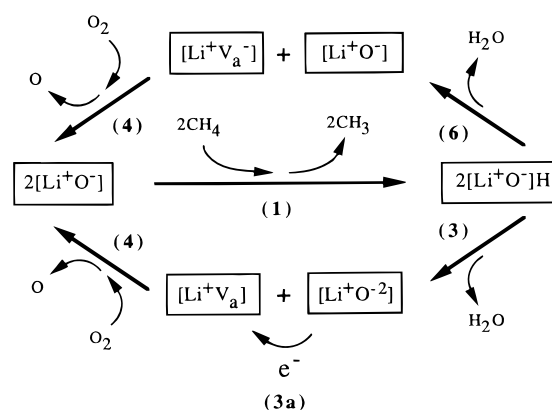 O₂
O
[Li⁺Vₐ⁻] + [Li⁺O⁻]
H₂O
(4)
2CH₄
2CH₃
(6)
2[Li⁺O⁻]
(1)
2[Li⁺O⁻]H
(4)
(3)
O
[Li⁺Vₐ] + [Li⁺O⁻²]
O₂
H₂O
e⁻
(3a)